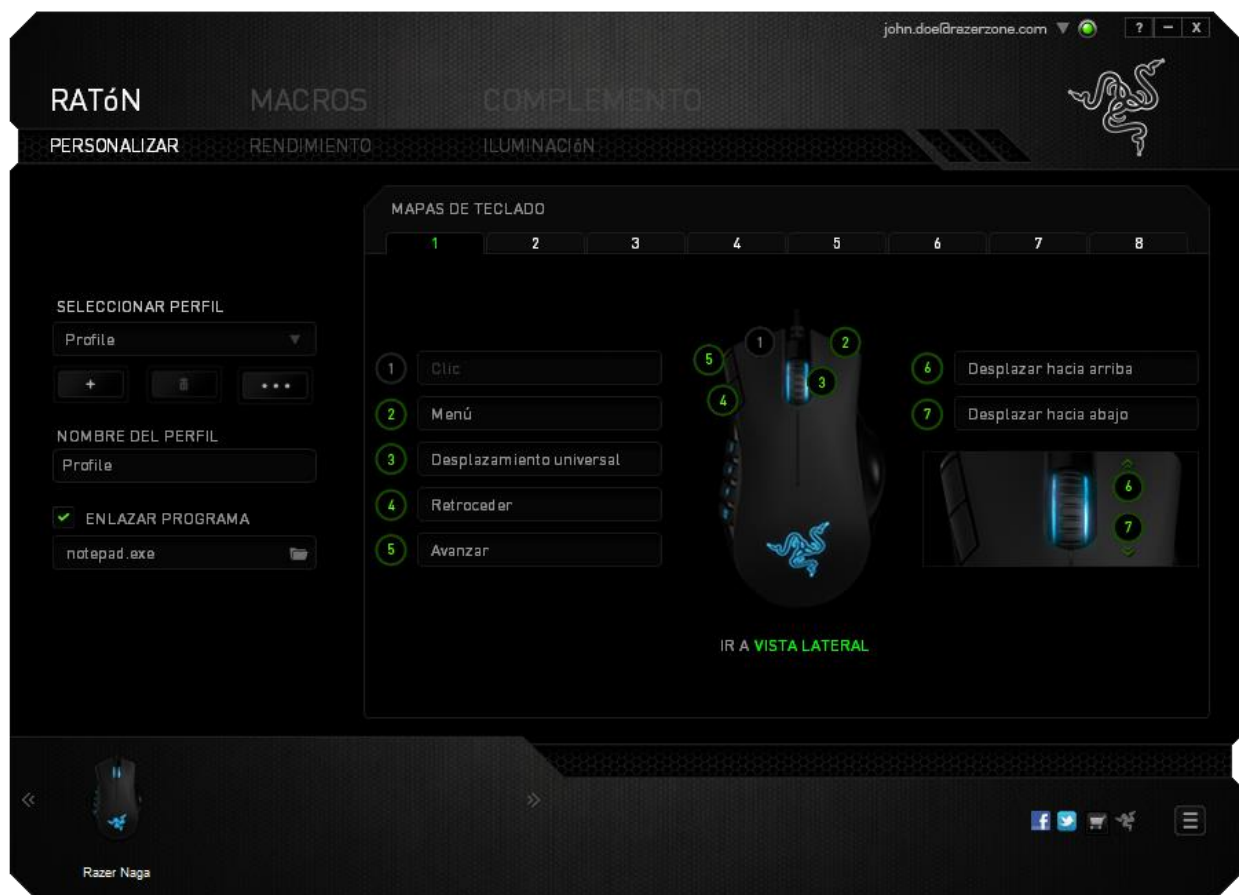 john.doe@razerzone.com
? – X
RATóN MACROS COMPLEMENTO
PERSONALIZAR RENDIMIENTO ILUMINACIóN
MAPAS DE TECLADO
1 2 3 4 5 6 7 8
SELECCIONAR PERFIL
Profile
+ ...
NOMBRE DEL PERFIL
Profile
ENLAZAR PROGRAMA
notepad.exe
1 Clic
2 Menú
3 Desplazamiento universal
4 Retroceder
5 Avanzar
1
2
3
4
5
IR A VISTA LATERAL
6 Desplazar hacia arriba
7 Desplazar hacia abajo
6
7
Razer Naga